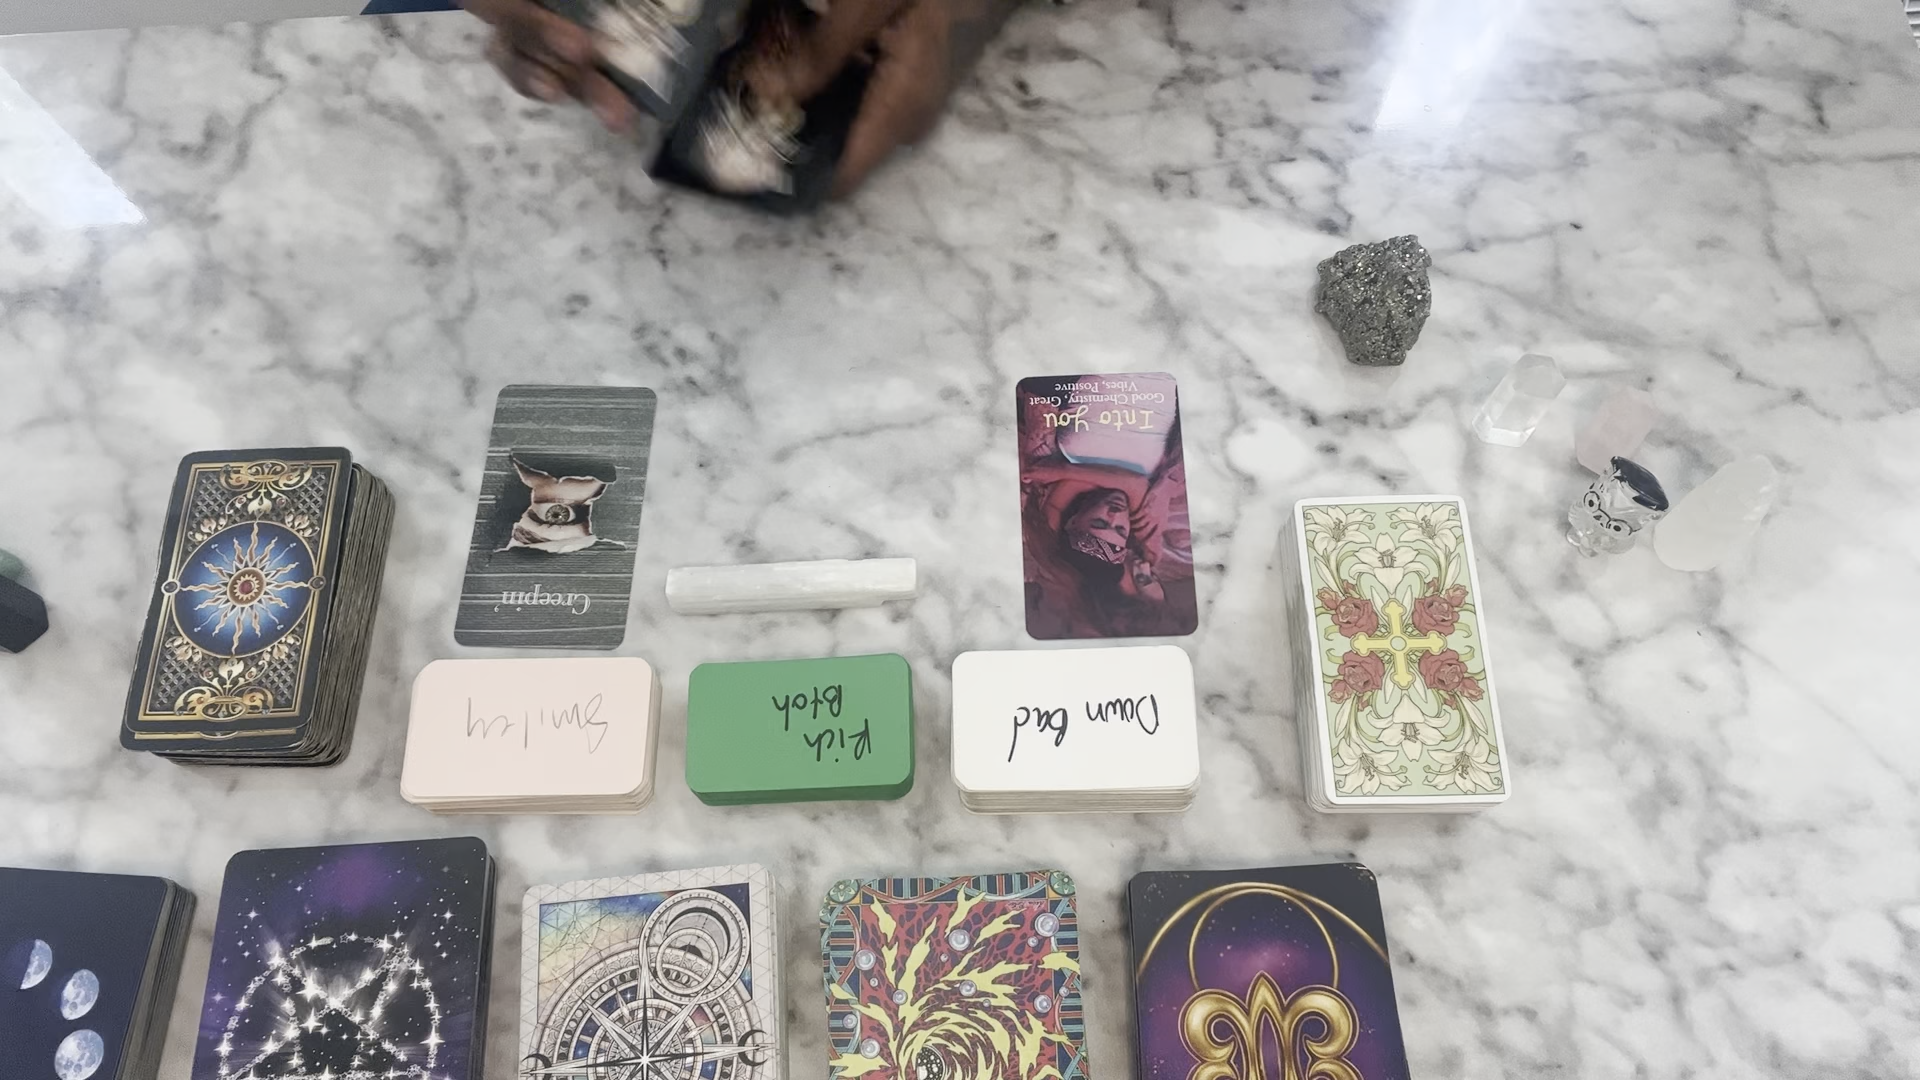 Creepin'
Into You
Good Chemistry, Great
Vibes, Positive
Smiley
Rich
Btch
Down Bad